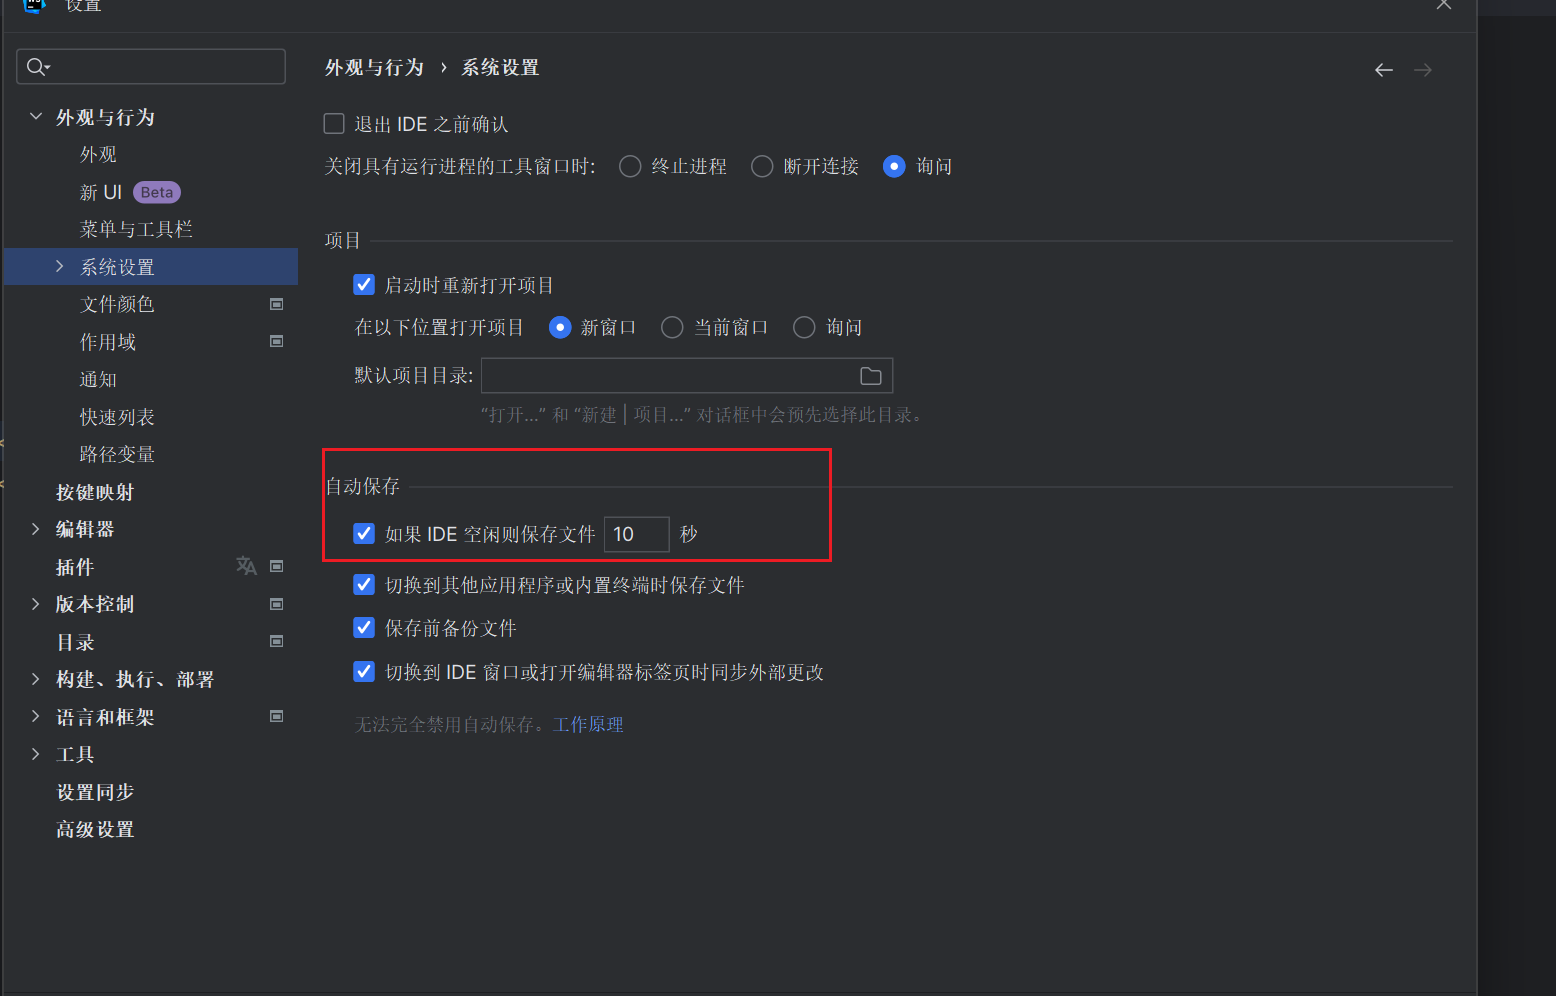 设置
外观与行为 › 系统设置
外观与行为
外观
新 UI Beta
菜单与工具栏
系统设置
文件颜色
作用域
通知
快速列表
路径变量
按键映射
编辑器
插件
版本控制
目录
构建、执行、部署
语言和框架
工具
设置同步
高级设置
退出 IDE 之前确认
关闭具有运行进程的工具窗口时: 终止进程 断开连接 询问
项目
启动时重新打开项目
在以下位置打开项目 新窗口 当前窗口 询问
默认项目目录:
“打开...” 和 “新建 | 项目...” 对话框中会预先选择此目录。
自动保存
如果 IDE 空闲则保存文件 10 秒
切换到其他应用程序或内置终端时保存文件
保存前备份文件
切换到 IDE 窗口或打开编辑器标签页时同步外部更改
无法完全禁用自动保存。工作原理